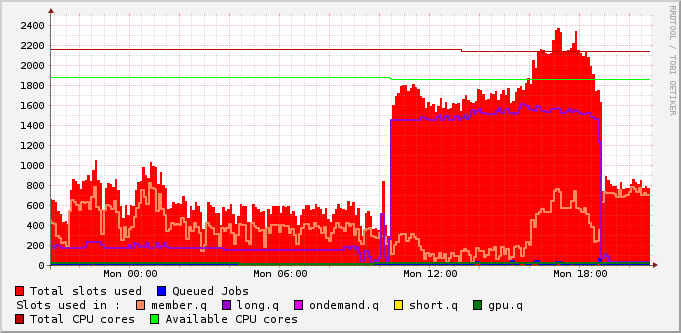 RRDTOOL / TOBI OETIKER
2400
2200
2000
1800
1600
1400
1200
1000
800
600
400
200
0
Mon 00:00 Mon 06:00 Mon 12:00 Mon 18:00
Total slots used Queued Jobs
Slots used in : member.q long.q ondemand.q short.q gpu.q
Total CPU cores Available CPU cores